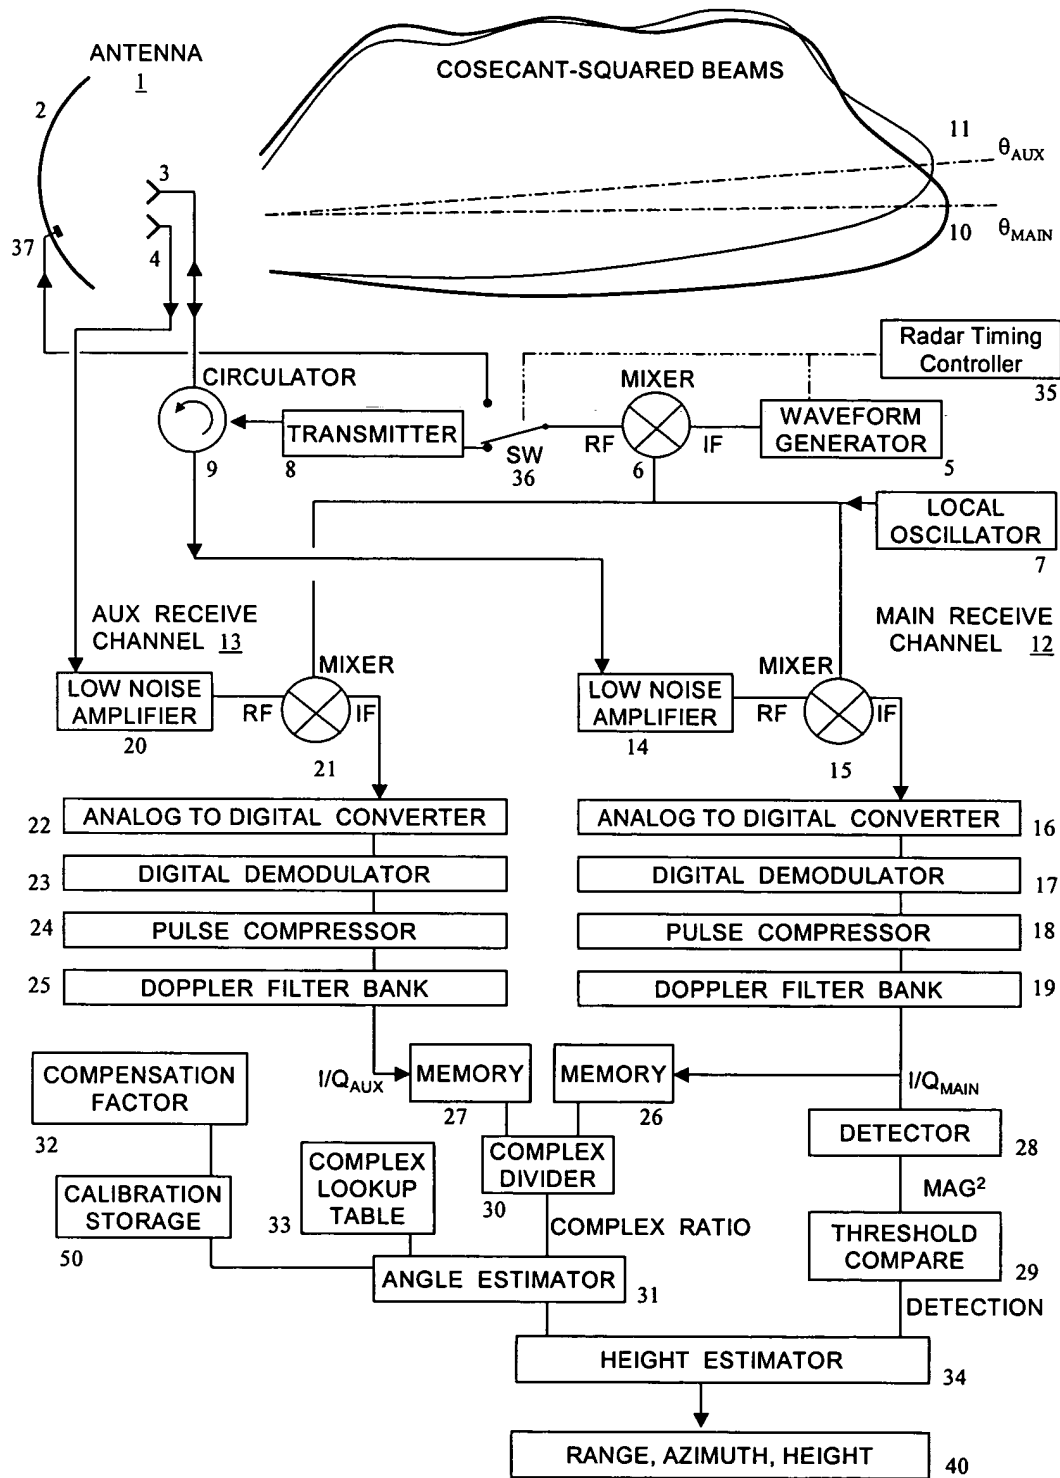 ANTENNA
1
2
COSECANT-SQUARED BEAMS
11
θAUX
3
10
θMAIN
37
4
Radar Timing
Controller
35
CIRCULATOR
MIXER
TRANSMITTER
WAVEFORM
GENERATOR
SW
RF
IF
9
8
36
6
5
LOCAL
OSCILLATOR
7
AUX RECEIVE
CHANNEL 13
MAIN RECEIVE
CHANNEL 12
MIXER
MIXER
LOW NOISE
AMPLIFIER
RF
IF
LOW NOISE
AMPLIFIER
RF
IF
20
21
14
15
22
ANALOG TO DIGITAL CONVERTER
ANALOG TO DIGITAL CONVERTER
16
23
DIGITAL DEMODULATOR
DIGITAL DEMODULATOR
17
24
PULSE COMPRESSOR
PULSE COMPRESSOR
18
25
DOPPLER FILTER BANK
DOPPLER FILTER BANK
19
COMPENSATION
FACTOR
32
I/QAUX
MEMORY
27
MEMORY
26
I/QMAIN
DETECTOR
28
COMPLEX
LOOKUP
TABLE
33
COMPLEX
DIVIDER
30
MAG²
CALIBRATION
STORAGE
50
COMPLEX RATIO
THRESHOLD
COMPARE
29
ANGLE ESTIMATOR
31
DETECTION
HEIGHT ESTIMATOR
34
RANGE, AZIMUTH, HEIGHT
40